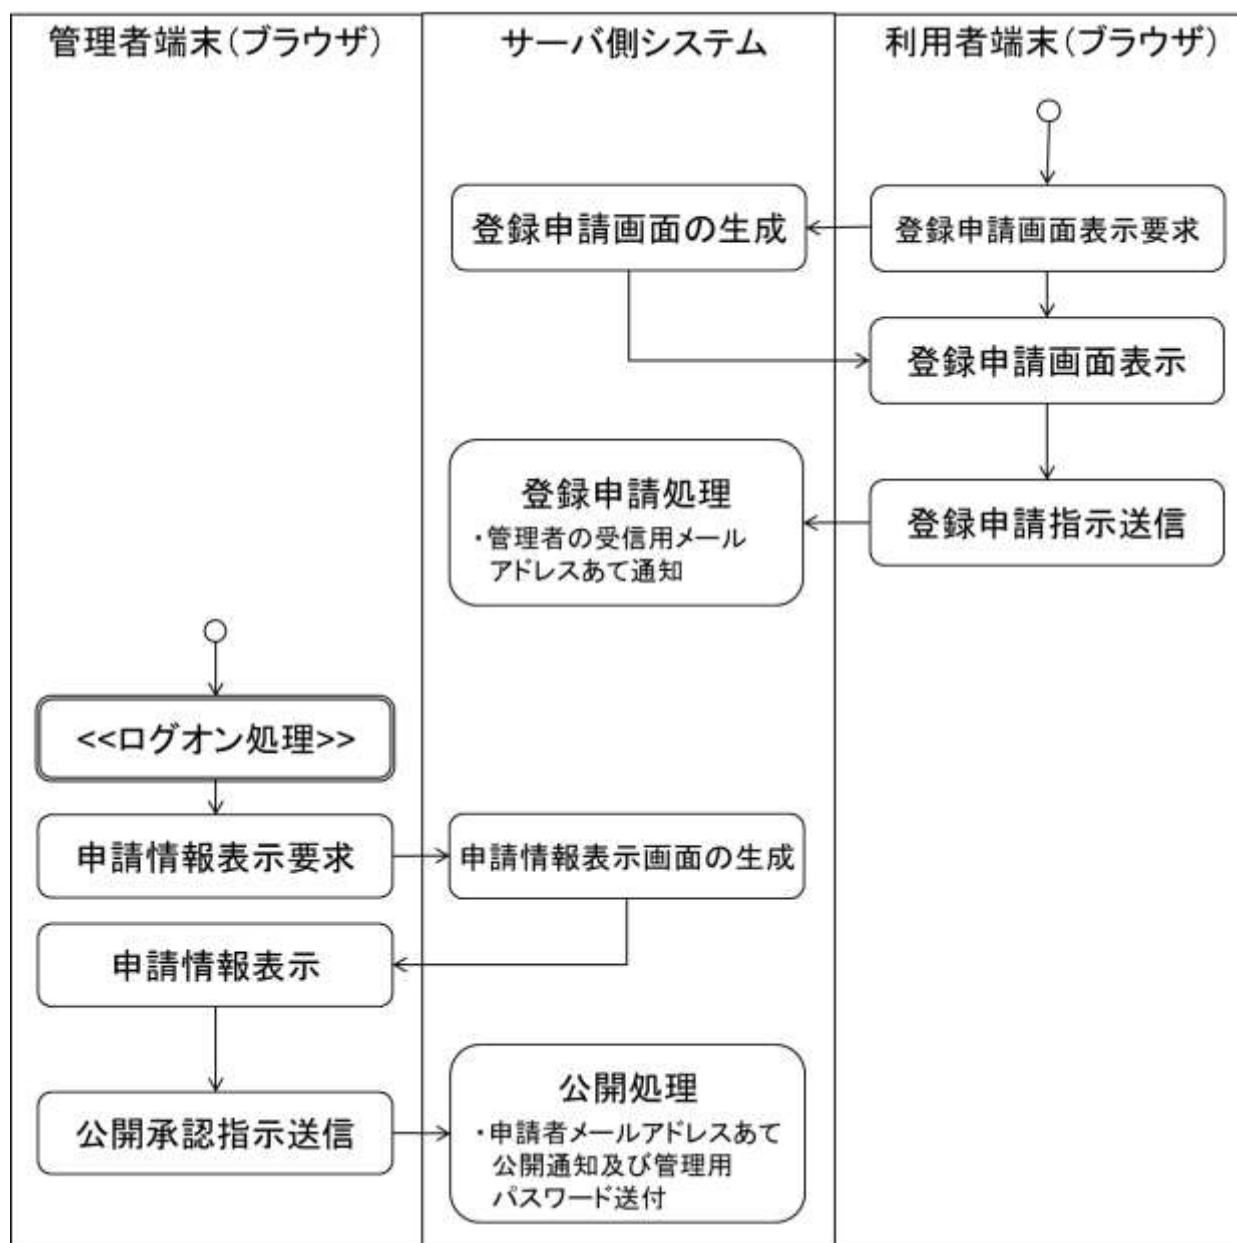 管理者端末(ブラウザ)
サーバ側システム
利用者端末(ブラウザ)
登録申請画面の生成
登録申請画面表示要求
登録申請画面表示
登録申請処理
・管理者の受信用メール
アドレスあて通知
登録申請指示送信
<<ログオン処理>>
申請情報表示要求
申請情報表示画面の生成
申請情報表示
公開承認指示送信
公開処理
・申請者メールアドレスあて
公開通知及び管理用
パスワード送付